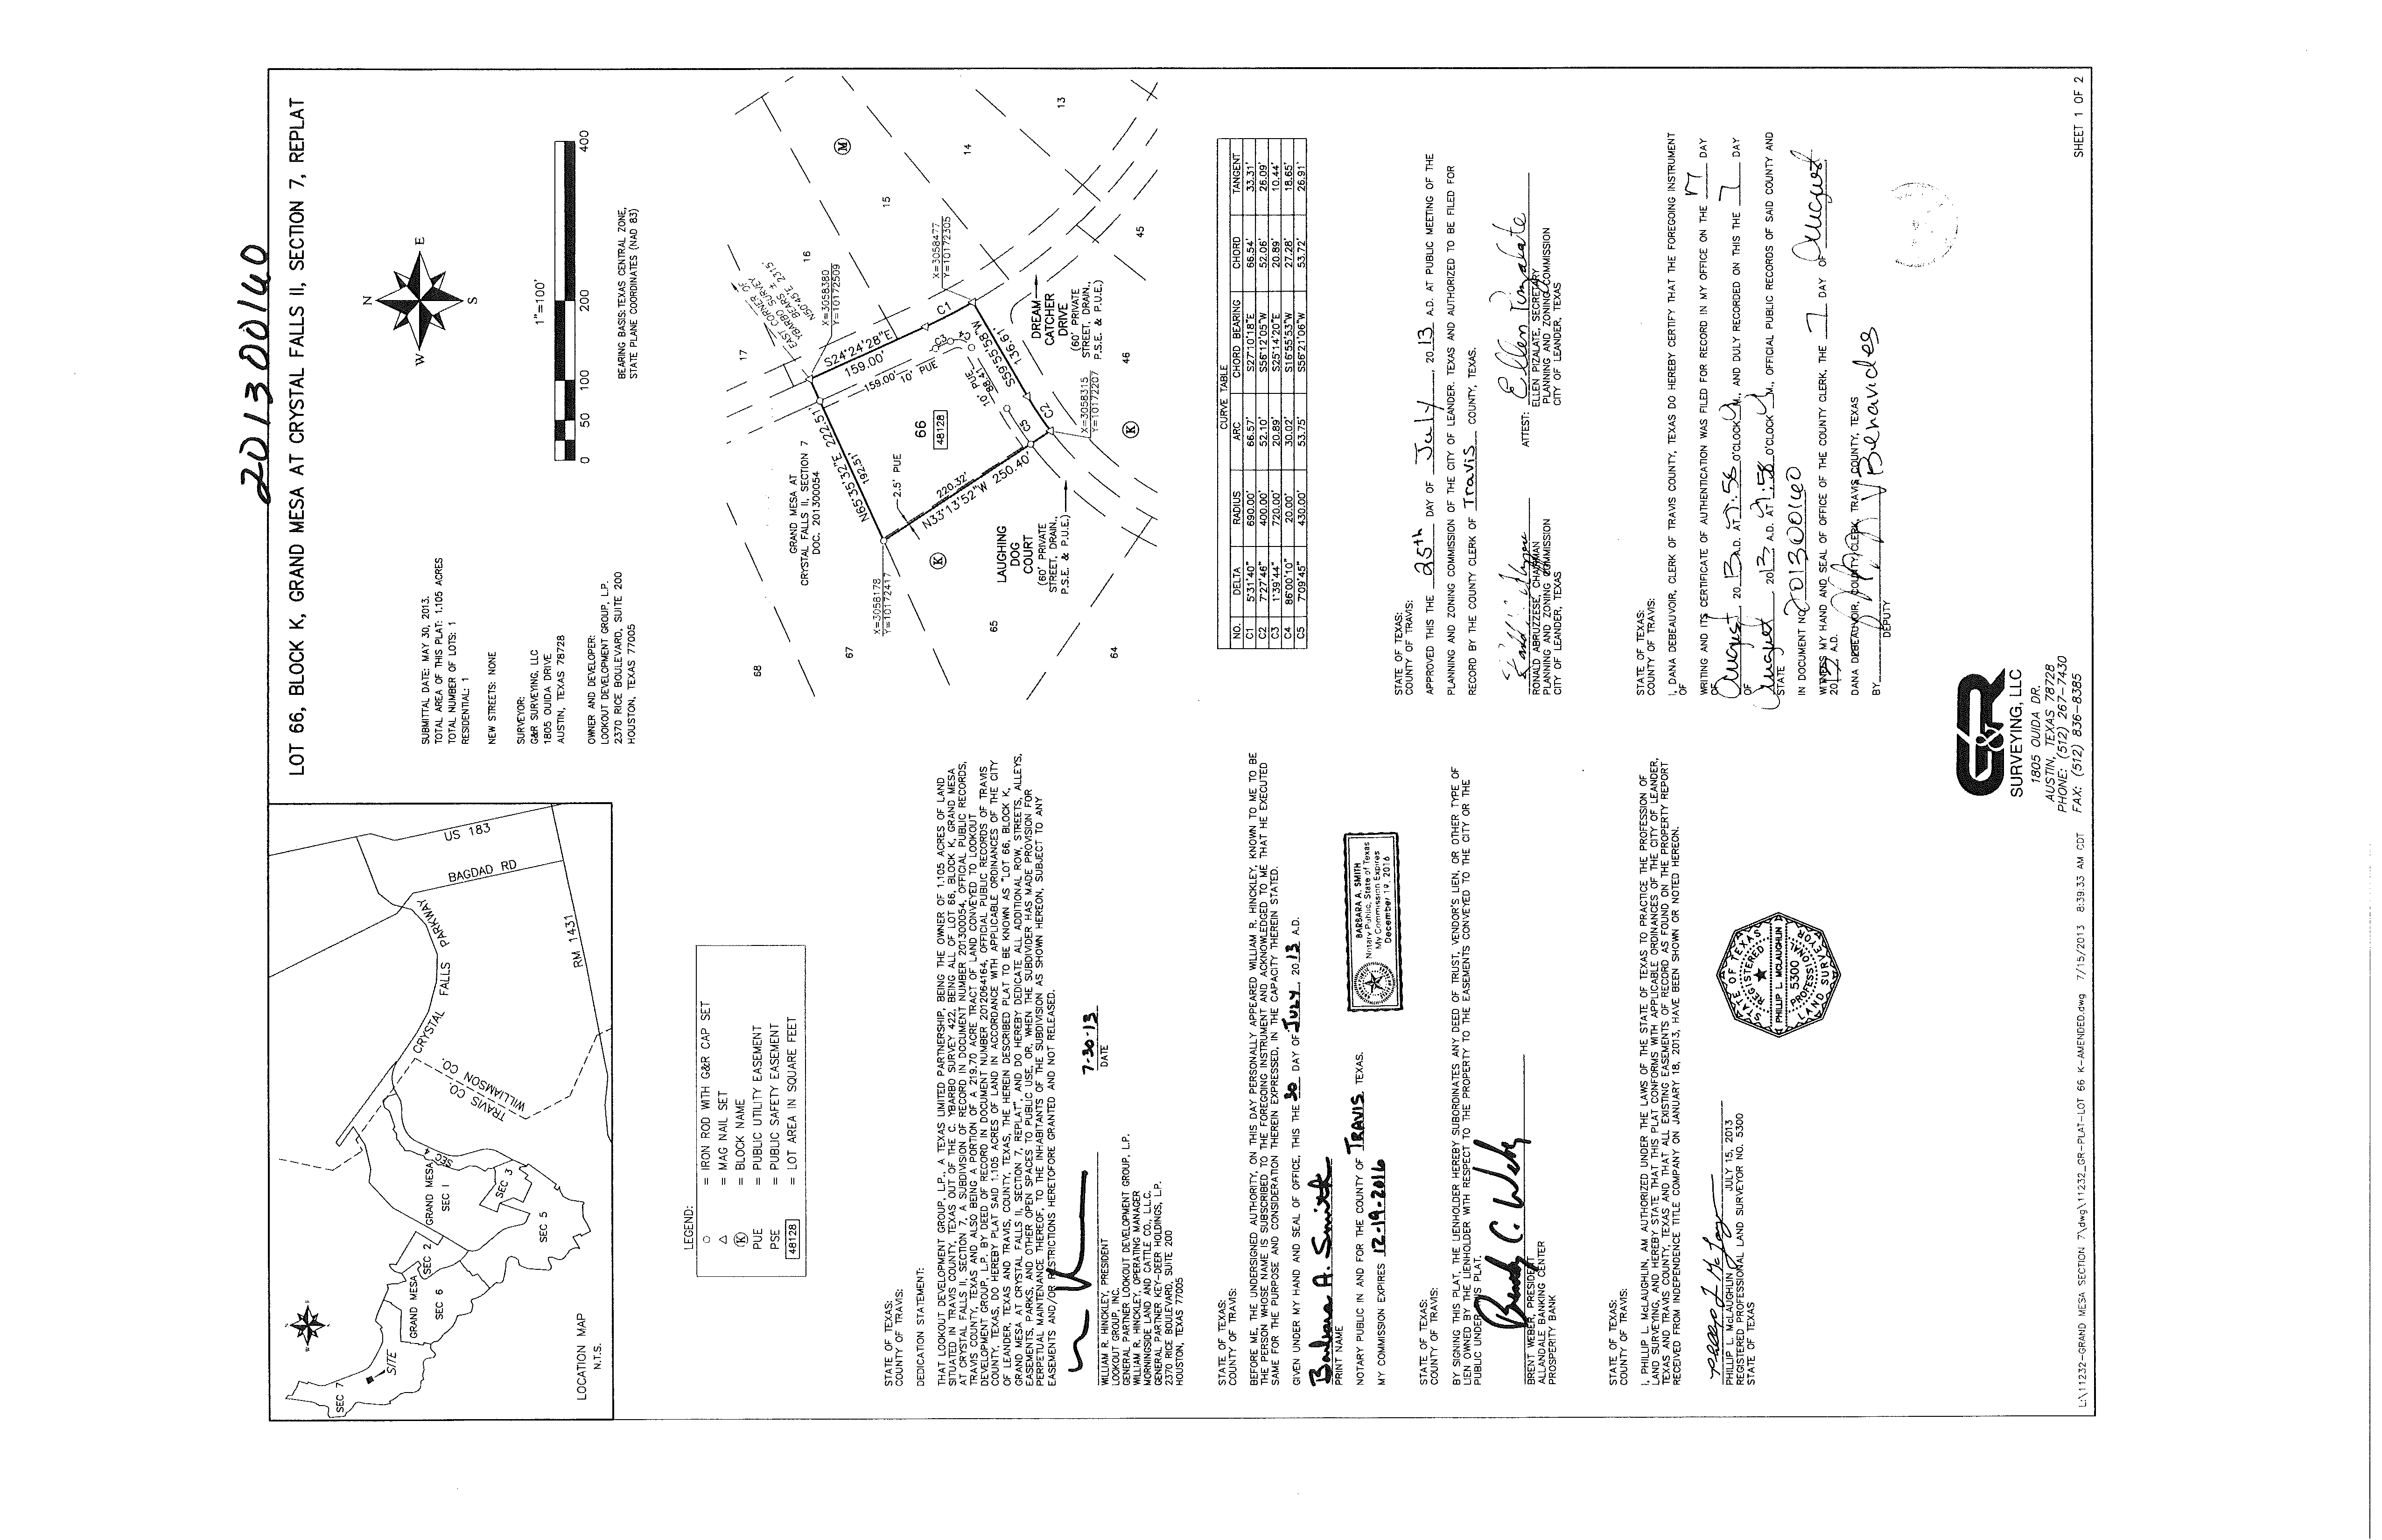 201300140
LOT 66, BLOCK K, GRAND MESA AT CRYSTAL FALLS II, SECTION 7, REPLAT
US 183
BAGDAD RD
CRYSTAL FALLS PARKWAY
RM 1431
TRAVIS CO.
WILLIAMSON CO.
GRAND MESA
SEC 1
SEC 4
SEC 3
SEC 5
SEC 2
GRAND MESA
SEC 6
SITE
SEC 7
LOCATION MAP
N.T.S.
SUBMITTAL DATE: MAY 30, 2013.
TOTAL AREA OF THIS PLAT: 1.105 ACRES
TOTAL NUMBER OF LOTS: 1
RESIDENTIAL: 1
NEW STREETS: NONE
SURVEYOR:
G&R SURVEYING, LLC
1805 OUIDA DRIVE
AUSTIN, TEXAS 78728
OWNER AND DEVELOPER:
LOOKOUT DEVELOPMENT GROUP, L.P.
2370 RICE BOULEVARD, SUITE 200
HOUSTON, TEXAS 77005
N
E
S
W
1"=100'
0 50 100 200 400
BEARING BASIS: TEXAS CENTRAL ZONE,
STATE PLANE COORDINATES (NAD 83)
LEGEND:
= IRON ROD WITH G&R CAP SET
= MAG NAIL SET
K = BLOCK NAME
PUE = PUBLIC UTILITY EASEMENT
PSE = PUBLIC SAFETY EASEMENT
48128 = LOT AREA IN SQUARE FEET
68
67
17
16
15
14
13
M
EAST CORNER OF
YBARBO SURVEY
BEARS ±
N50°45'E 2315'
X=3058380
Y=10172509
X=3058477
Y=10172305
S24°24'28"E
159.00'
159.00'
10' PUE
C1
C3
C4
GRAND MESA AT
CRYSTAL FALLS II, SECTION 7
DOC. 201300054
N65°35'32"E 222.51'
192.51'
66
48128
2.5' PUE
10' PUE
88.41'
S59°55'58"W
136.61'
C2
C5
220.32'
N33°13'52"W 250.40'
X=3058178
Y=10172417
X=3058315
Y=10172207
K
K
LAUGHING
DOG
COURT
(60' PRIVATE
STREET, DRAIN.,
P.S.E. & P.U.E.)
DREAM
CATCHER
DRIVE
(60' PRIVATE
STREET, DRAIN.,
P.S.E. & P.U.E.)
65
64
46
45
CURVE TABLE
NO. DELTA RADIUS ARC CHORD BEARING CHORD TANGENT
C1 5°31'40" 690.00' 66.57' S27°10'18"E 66.54' 33.31'
C2 7°27'46" 400.00' 52.10' S56°12'05"W 52.06' 26.09'
C3 1°39'44" 720.00' 20.89' S25°14'20"E 20.89' 10.44'
C4 86°00'10" 20.00' 30.02' S16°55'53"W 27.28' 18.65'
C5 7°09'45" 430.00' 53.75' S56°21'06"W 53.72' 26.91'
STATE OF TEXAS:
COUNTY OF TRAVIS:
DEDICATION STATEMENT:
THAT LOOKOUT DEVELOPMENT GROUP, L.P., A TEXAS LIMITED PARTNERSHIP, BEING THE OWNER OF 1.105 ACRES OF LAND
SITUATED IN TRAVIS COUNTY, TEXAS OUT OF THE C. YBARBO SURVEY 422, BEING ALL OF LOT 66, BLOCK K, GRAND MESA
AT CRYSTAL FALLS II, SECTION 7, A SUBDIVISION OF RECORD IN DOCUMENT NUMBER 201300054, OFFICIAL PUBLIC RECORDS,
TRAVIS COUNTY, TEXAS AND ALSO BEING A PORTION OF A 219.70 ACRE TRACT OF LAND CONVEYED TO LOOKOUT
DEVELOPMENT GROUP, L.P. BY DEED OF RECORD IN DOCUMENT NUMBER 2012064164, OFFICIAL PUBLIC RECORDS OF TRAVIS
COUNTY, TEXAS, DO HEREBY PLAT SAID 1.105 ACRES OF LAND IN ACCORDANCE WITH APPLICABLE ORDINANCES OF THE CITY
OF LEANDER, TEXAS AND TRAVIS, COUNTY, TEXAS, THE HEREIN DESCRIBED PLAT TO BE KNOWN AS "LOT 66, BLOCK K,
GRAND MESA AT CRYSTAL FALLS II, SECTION 7, REPLAT", AND DO HEREBY DEDICATE ALL ADDITIONAL ROW, STREETS, ALLEYS,
EASEMENTS, PARKS, AND OTHER OPEN SPACES TO PUBLIC USE, OR, WHEN THE SUBDIVIDER HAS MADE PROVISION FOR
PERPETUAL MAINTENANCE THEREOF, TO THE INHABITANTS OF THE SUBDIVISION AS SHOWN HEREON, SUBJECT TO ANY
EASEMENTS AND/OR RESTRICTIONS HERETOFORE GRANTED AND NOT RELEASED.
7-30-13
DATE
WILLIAM R. HINCKLEY, PRESIDENT
LOOKOUT GROUP, INC.
GENERAL PARTNER LOOKOUT DEVELOPMENT GROUP, L.P.
WILLIAM R. HINCKLEY, OPERATING MANAGER
MORNINGSIDE LAND AND CATTLE CO., L.L.C.
GENERAL PARTNER KEY-DEER HOLDINGS, L.P.
2370 RICE BOULEVARD, SUITE 200
HOUSTON, TEXAS 77005
STATE OF TEXAS:
COUNTY OF TRAVIS:
BEFORE ME, THE UNDERSIGNED AUTHORITY, ON THIS DAY PERSONALLY APPEARED WILLIAM R. HINCKLEY, KNOWN TO ME TO BE
THE PERSON WHOSE NAME IS SUBSCRIBED TO THE FOREGOING INSTRUMENT AND ACKNOWLEDGED TO ME THAT HE EXECUTED
SAME FOR THE PURPOSE AND CONSIDERATION THEREIN EXPRESSED, IN THE CAPACITY THEREIN STATED.
GIVEN UNDER MY HAND AND SEAL OF OFFICE, THIS THE 30 DAY OF JULY 2013 A.D.
Barbara A. Smith
PRINT NAME
NOTARY PUBLIC IN AND FOR THE COUNTY OF TRAVIS TEXAS.
MY COMMISSION EXPIRES 12-19-2016
BARBARA A. SMITH
Notary Public, State of Texas
My Commission Expires
December 19, 2016
STATE OF TEXAS:
COUNTY OF TRAVIS:
BY SIGNING THIS PLAT, THE LIENHOLDER HEREBY SUBORDINATES ANY DEED OF TRUST, VENDOR'S LIEN, OR OTHER TYPE OF
LIEN OWNED BY THE LIENHOLDER WITH RESPECT TO THE PROPERTY TO THE EASEMENTS CONVEYED TO THE CITY OR THE
PUBLIC UNDER THIS PLAT.
BRENT WEBER, PRESIDENT
ALLANDALE BANKING CENTER
PROSPERITY BANK
STATE OF TEXAS:
COUNTY OF TRAVIS:
I, PHILLIP L. McLAUGHLIN, AM AUTHORIZED UNDER THE LAWS OF THE STATE OF TEXAS TO PRACTICE THE PROFESSION OF
LAND SURVEYING, AND HEREBY STATE THAT THIS PLAT CONFORMS WITH APPLICABLE ORDINANCES OF THE CITY OF LEANDER,
TEXAS AND TRAVIS COUNTY, TEXAS AND THAT ALL EXISTING EASEMENTS OF RECORD AS FOUND ON THE PROPERTY REPORT
RECEIVED FROM INDEPENDENCE TITLE COMPANY ON JANUARY 18, 2013, HAVE BEEN SHOWN OR NOTED HEREON.
PHILLIP L. McLAUGHLIN JULY 15, 2013
REGISTERED PROFESSIONAL LAND SURVEYOR NO. 5300
STATE OF TEXAS
STATE OF TEXAS
REGISTERED
PHILLIP L. MCLAUGHLIN
5300
PROFESSIONAL
LAND SURVEYOR
STATE OF TEXAS:
COUNTY OF TRAVIS:
APPROVED THIS THE 25th DAY OF July, 2013 A.D. AT PUBLIC MEETING OF THE
PLANNING AND ZONING COMMISSION OF THE CITY OF LEANDER. TEXAS AND AUTHORIZED TO BE FILED FOR
RECORD BY THE COUNTY CLERK OF Travis COUNTY, TEXAS.
RONALD ABRUZZESE, CHAIRMAN
PLANNING AND ZONING COMMISSION
CITY OF LEANDER, TEXAS
ATTEST: Ellen Pizalate
ELLEN PIZALATE, SECRETARY
PLANNING AND ZONING COMMISSION
CITY OF LEANDER, TEXAS
STATE OF TEXAS:
COUNTY OF TRAVIS:
I, DANA DEBEAUVOIR, CLERK OF TRAVIS COUNTY, TEXAS DO HEREBY CERTIFY THAT THE FOREGOING INSTRUMENT
OF
WRITING AND ITS CERTIFICATE OF AUTHENTICATION WAS FILED FOR RECORD IN MY OFFICE ON THE 7 DAY
OF August, 2013 A.D. AT O'CLOCK M., AND DULY RECORDED ON THIS THE 7 DAY
OF August, 2013 A.D. AT O'CLOCK M., OFFICIAL PUBLIC RECORDS OF SAID COUNTY AND
STATE
IN DOCUMENT NO. 201300140
WITNESS MY HAND AND SEAL OF OFFICE OF THE COUNTY CLERK, THE 7 DAY OF August
20 A.D.
DANA DEBEAUVOIR, COUNTY CLERK, TRAVIS COUNTY, TEXAS
BY Benavides
DEPUTY
G&R
SURVEYING, LLC
1805 OUIDA DR.
AUSTIN, TEXAS 78728
PHONE: (512) 267-7430
FAX: (512) 836-8385
L:\11232-GRAND MESA SECTION 7\dwg\11232_GR-PLAT-LOT 66 K-AMENDED.dwg 7/15/2013 8:39:33 AM CDT
SHEET 1 OF 2